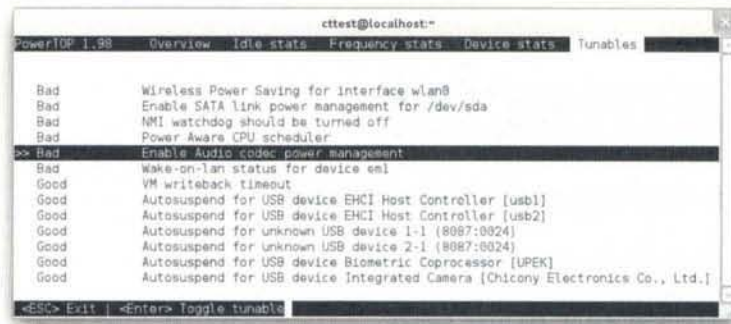 cttest@localhost:~
PowerTOP 1.98 Overview Idle stats Frequency stats Device stats Tunables
Bad Wireless Power Saving for interface wlan0
Bad Enable SATA link power management for /dev/sda
Bad NMI watchdog should be turned off
Bad Power Aware CPU scheduler
>> Bad Enable Audio codec power management
Bad Wake-on-lan status for device em1
Good VM writeback timeout
Good Autosuspend for USB device EHCI Host Controller [usb1]
Good Autosuspend for USB device EHCI Host Controller [usb2]
Good Autosuspend for unknown USB device 1-1 (8087:0024)
Good Autosuspend for unknown USB device 2-1 (8087:0024)
Good Autosuspend for USB device Biometric Coprocessor [UPEK]
Good Autosuspend for USB device Integrated Camera [Chicony Electronics Co., Ltd.]
<ESC> Exit | <Enter> Toggle tunable